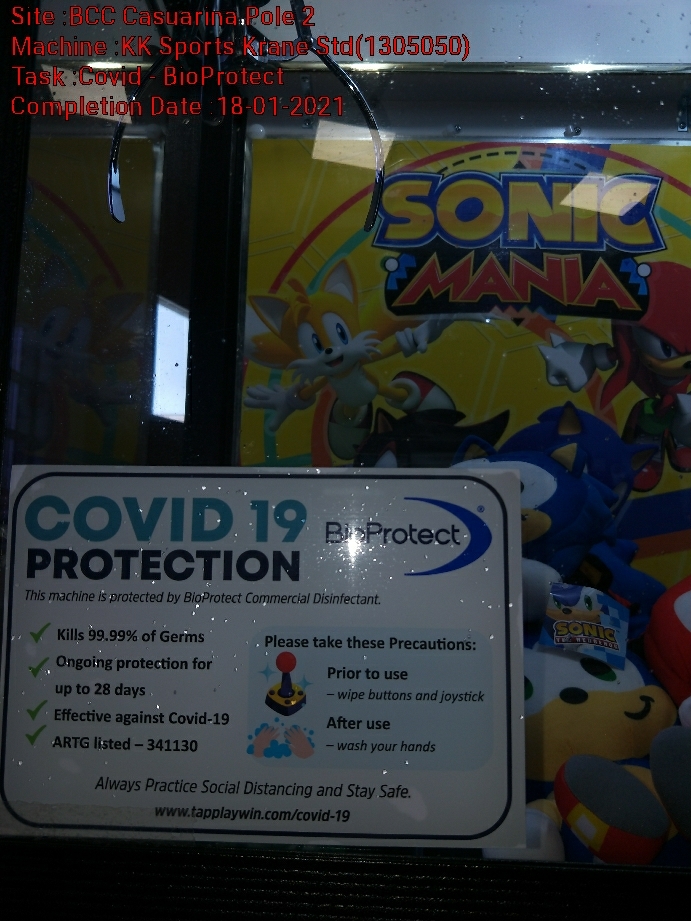 Site :BCC Casuarina Pole 2
Machine :KK Sports Krane Std(1305050)
Task :Covid - BioProtect
Completion Date :18-01-2021
SONIC
MANIA
COVID 19
PROTECTION
BioProtect®
This machine is protected by BioProtect Commercial Disinfectant.
Kills 99.99% of Germs
Ongoing protection for
up to 28 days
Effective against Covid-19
ARTG listed – 341130
Please take these Precautions:
Prior to use
– wipe buttons and joystick
After use
– wash your hands
Always Practice Social Distancing and Stay Safe.
www.tapplaywin.com/covid-19
SONIC
THE HEDGEHOG